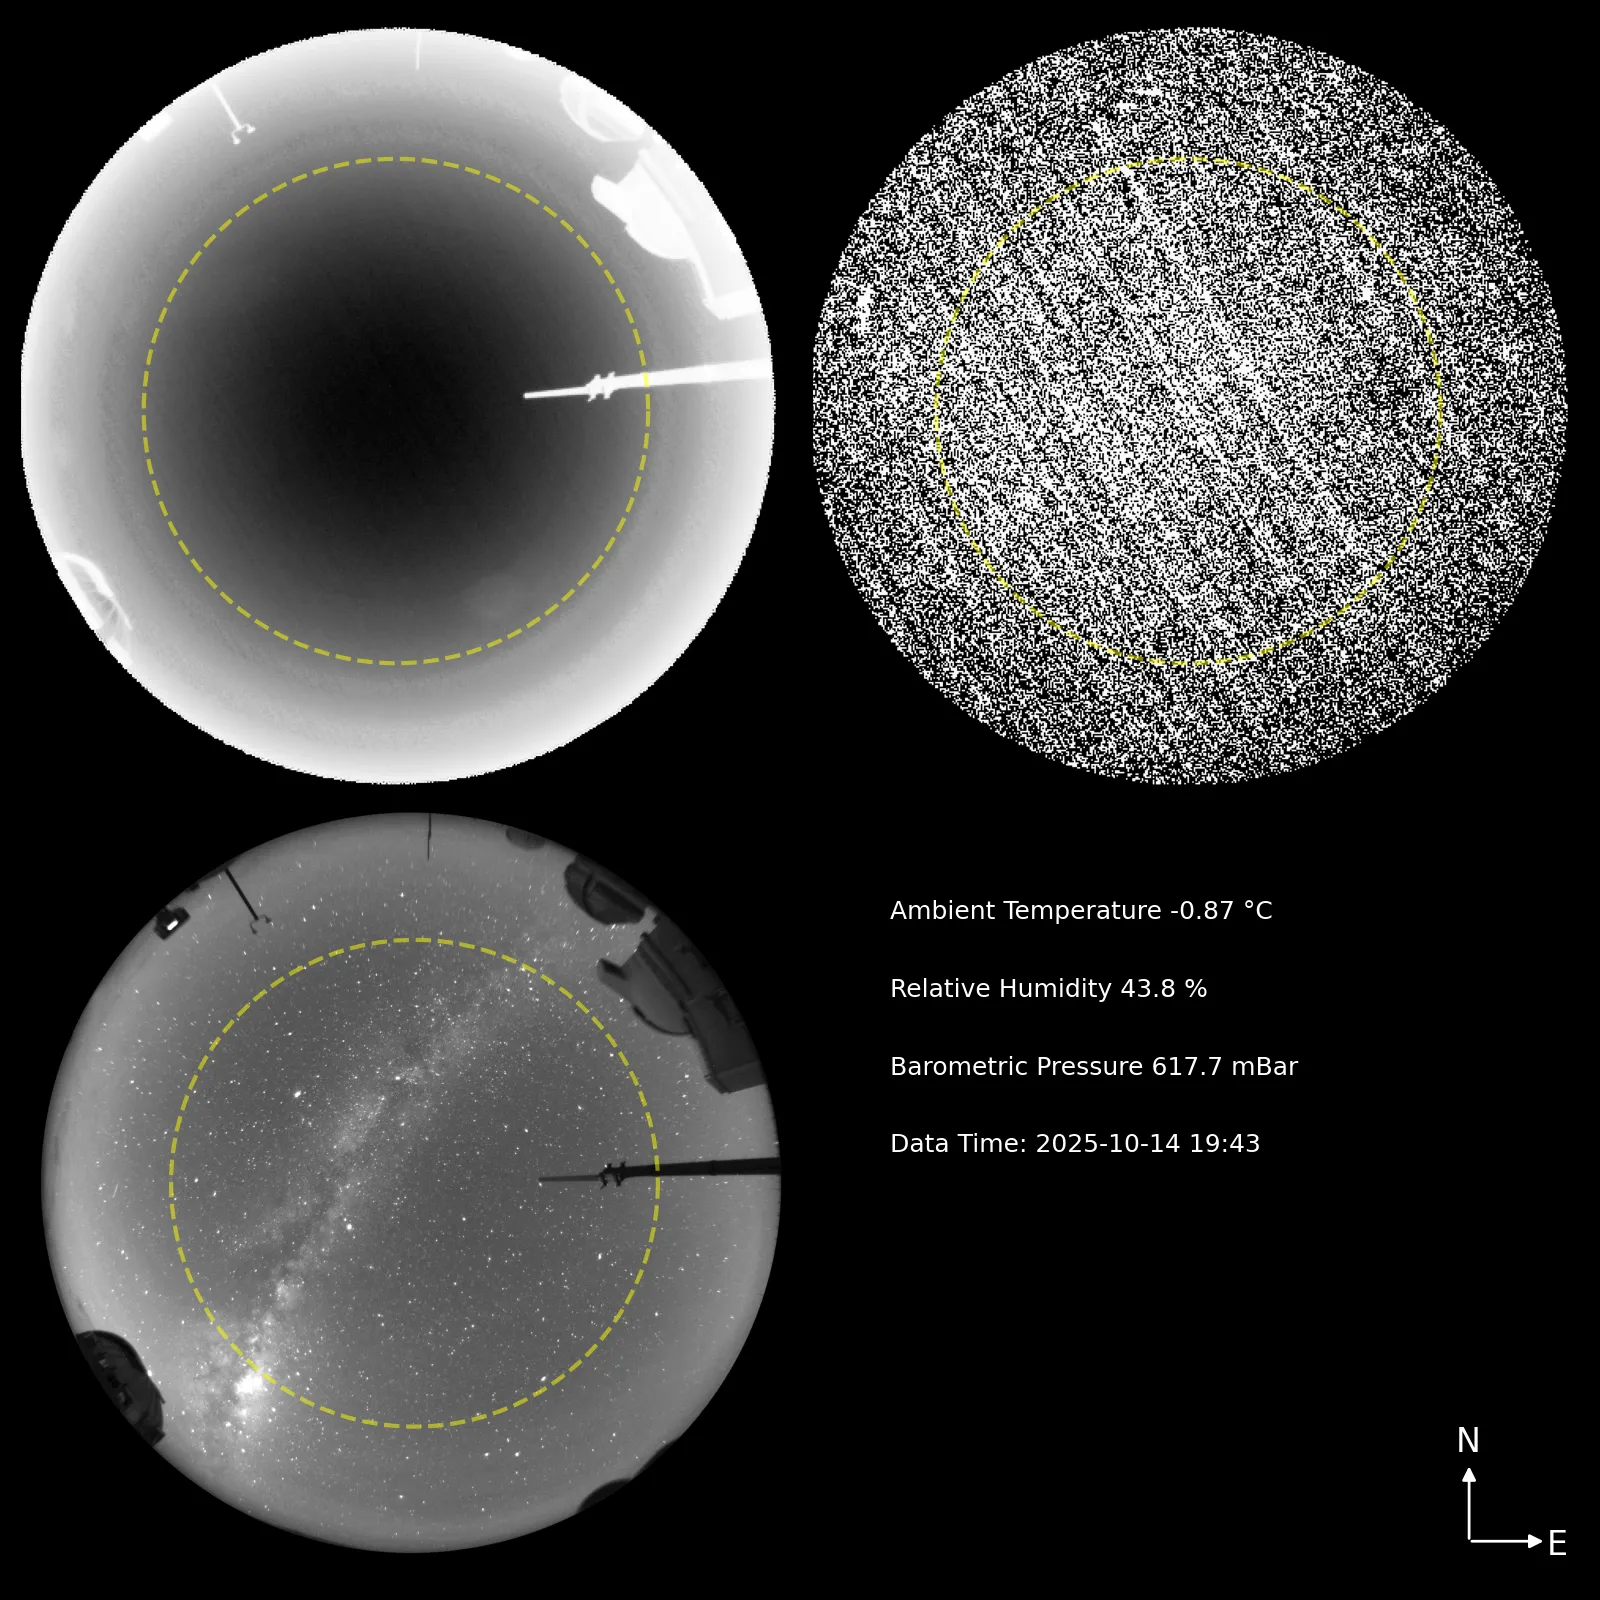 Ambient Temperature -0.87 °C
Relative Humidity 43.8 %
Barometric Pressure 617.7 mBar
Data Time: 2025-10-14 19:43
N
E